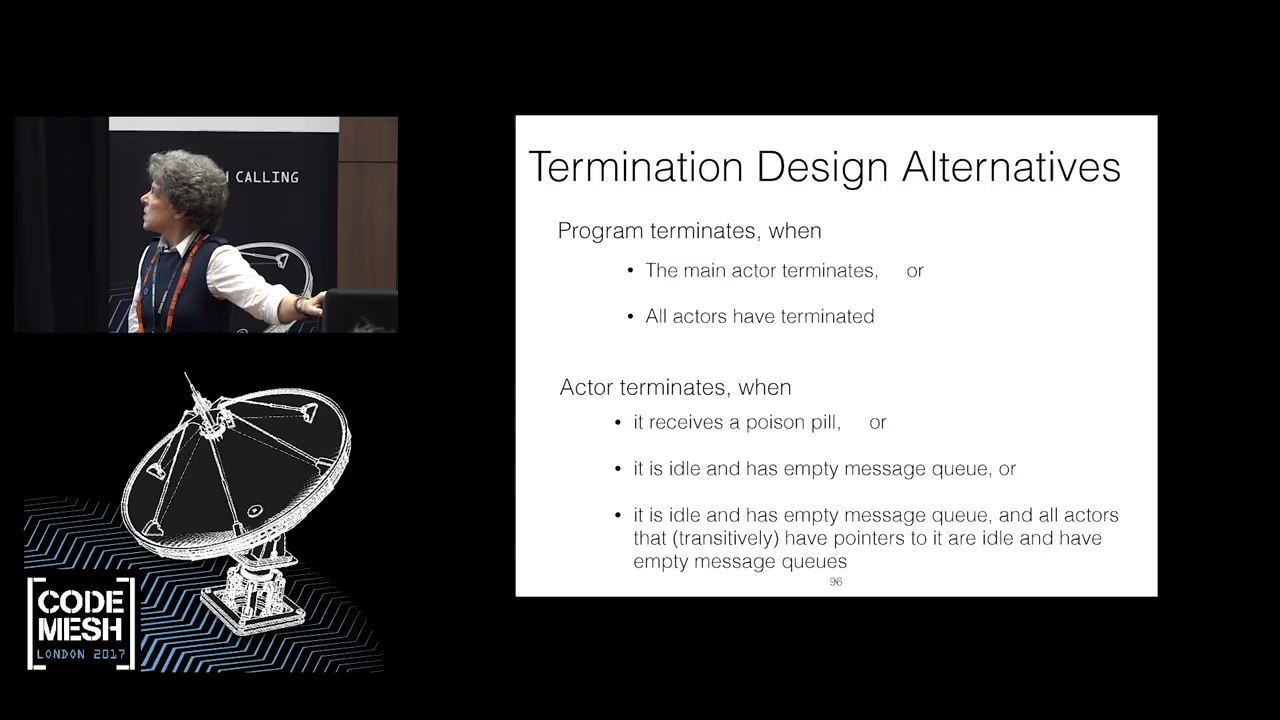 CALLING
Termination Design Alternatives
Program terminates, when
• The main actor terminates, or
• All actors have terminated
Actor terminates, when
• it receives a poison pill, or
• it is idle and has empty message queue, or
• it is idle and has empty message queue, and all actors
that (transitively) have pointers to it are idle and have
empty message queues
96
CODE
MESH
LONDON 2017